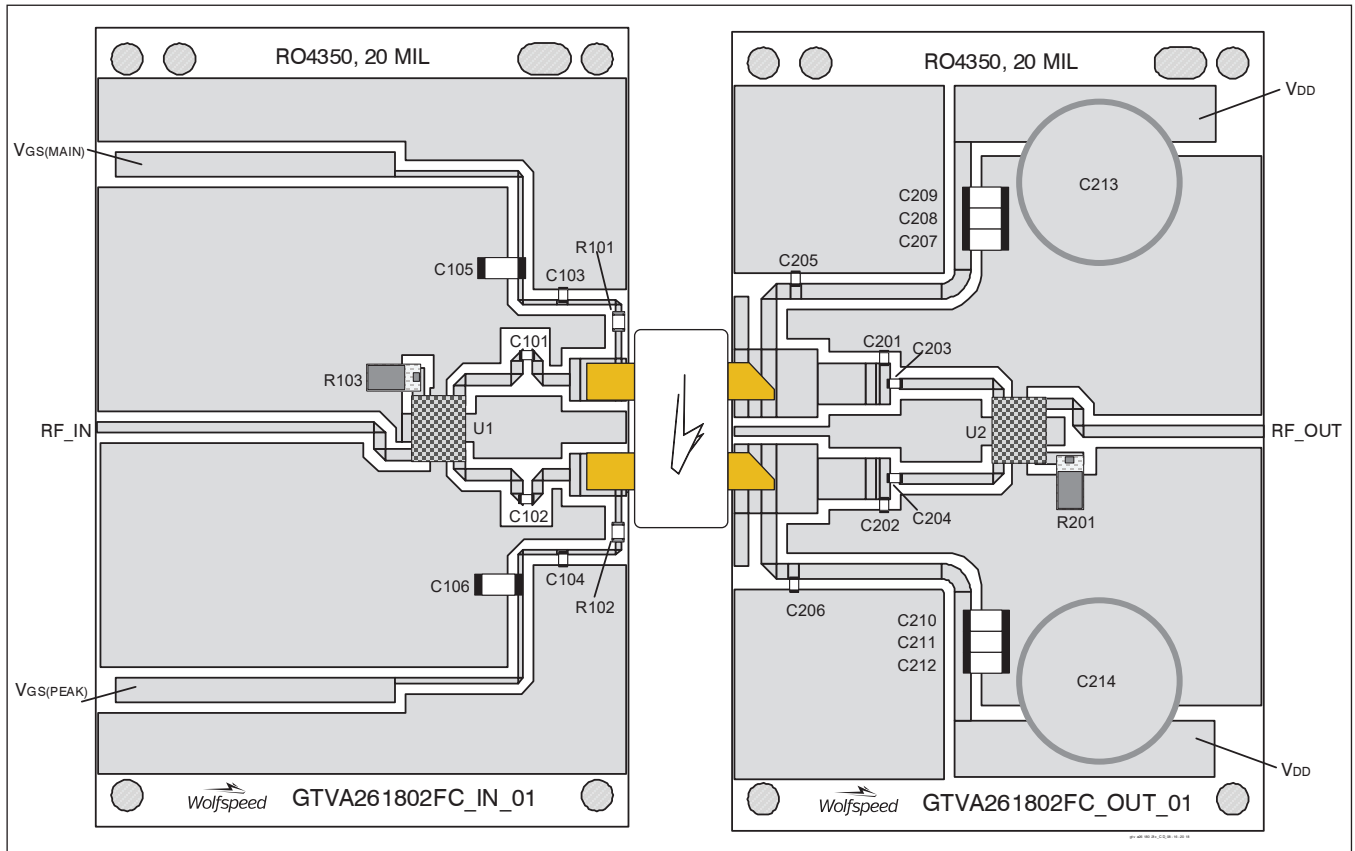 RO4350, 20 MIL
RO4350, 20 MIL
VDD
VGS(MAIN)
C213
C209
C208
C207
R101
C105
C103
C205
C101
C201
C203
R103
RF_IN
U1
U2
RF_OUT
C102
C202
C204
R201
C106
C104
R102
C206
C210
C211
C212
VGS(PEAK)
C214
VDD
Wolfspeed
GTVA261802FC_IN_01
Wolfspeed
GTVA261802FC_OUT_01